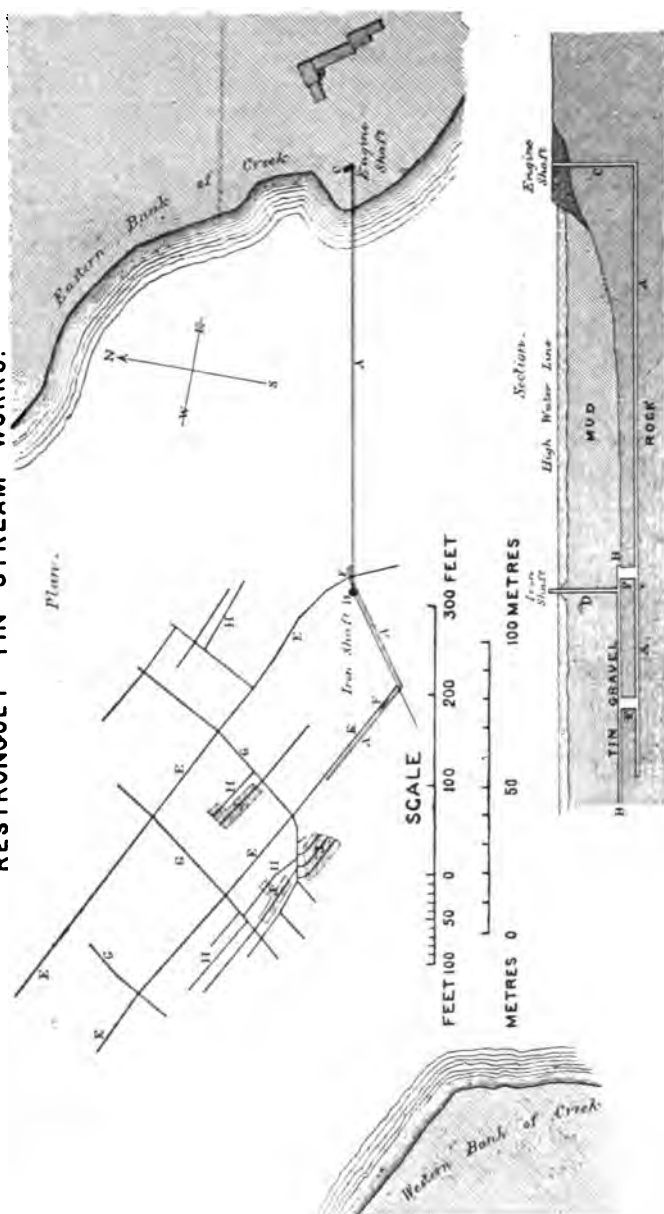 RESTRONGUET TIN STREAM WORKS.
Plan.
Eastern Bank of Creek
N
W
E
S
C
Engine Shaft
A
Iron Shaft
D
F
A
E
E
E
E
E
E
G
G
G
H
H
H
K
A
F
SCALE
FEET 100 50 0 100 200 300 FEET
METRES 0 50 100 METRES
Western Bank of Creek
Section.
High Water Line
Iron Shaft
Engine Shaft
D
C
MUD
TIN GRAVEL
ROCK
H
H
F
F
A
A